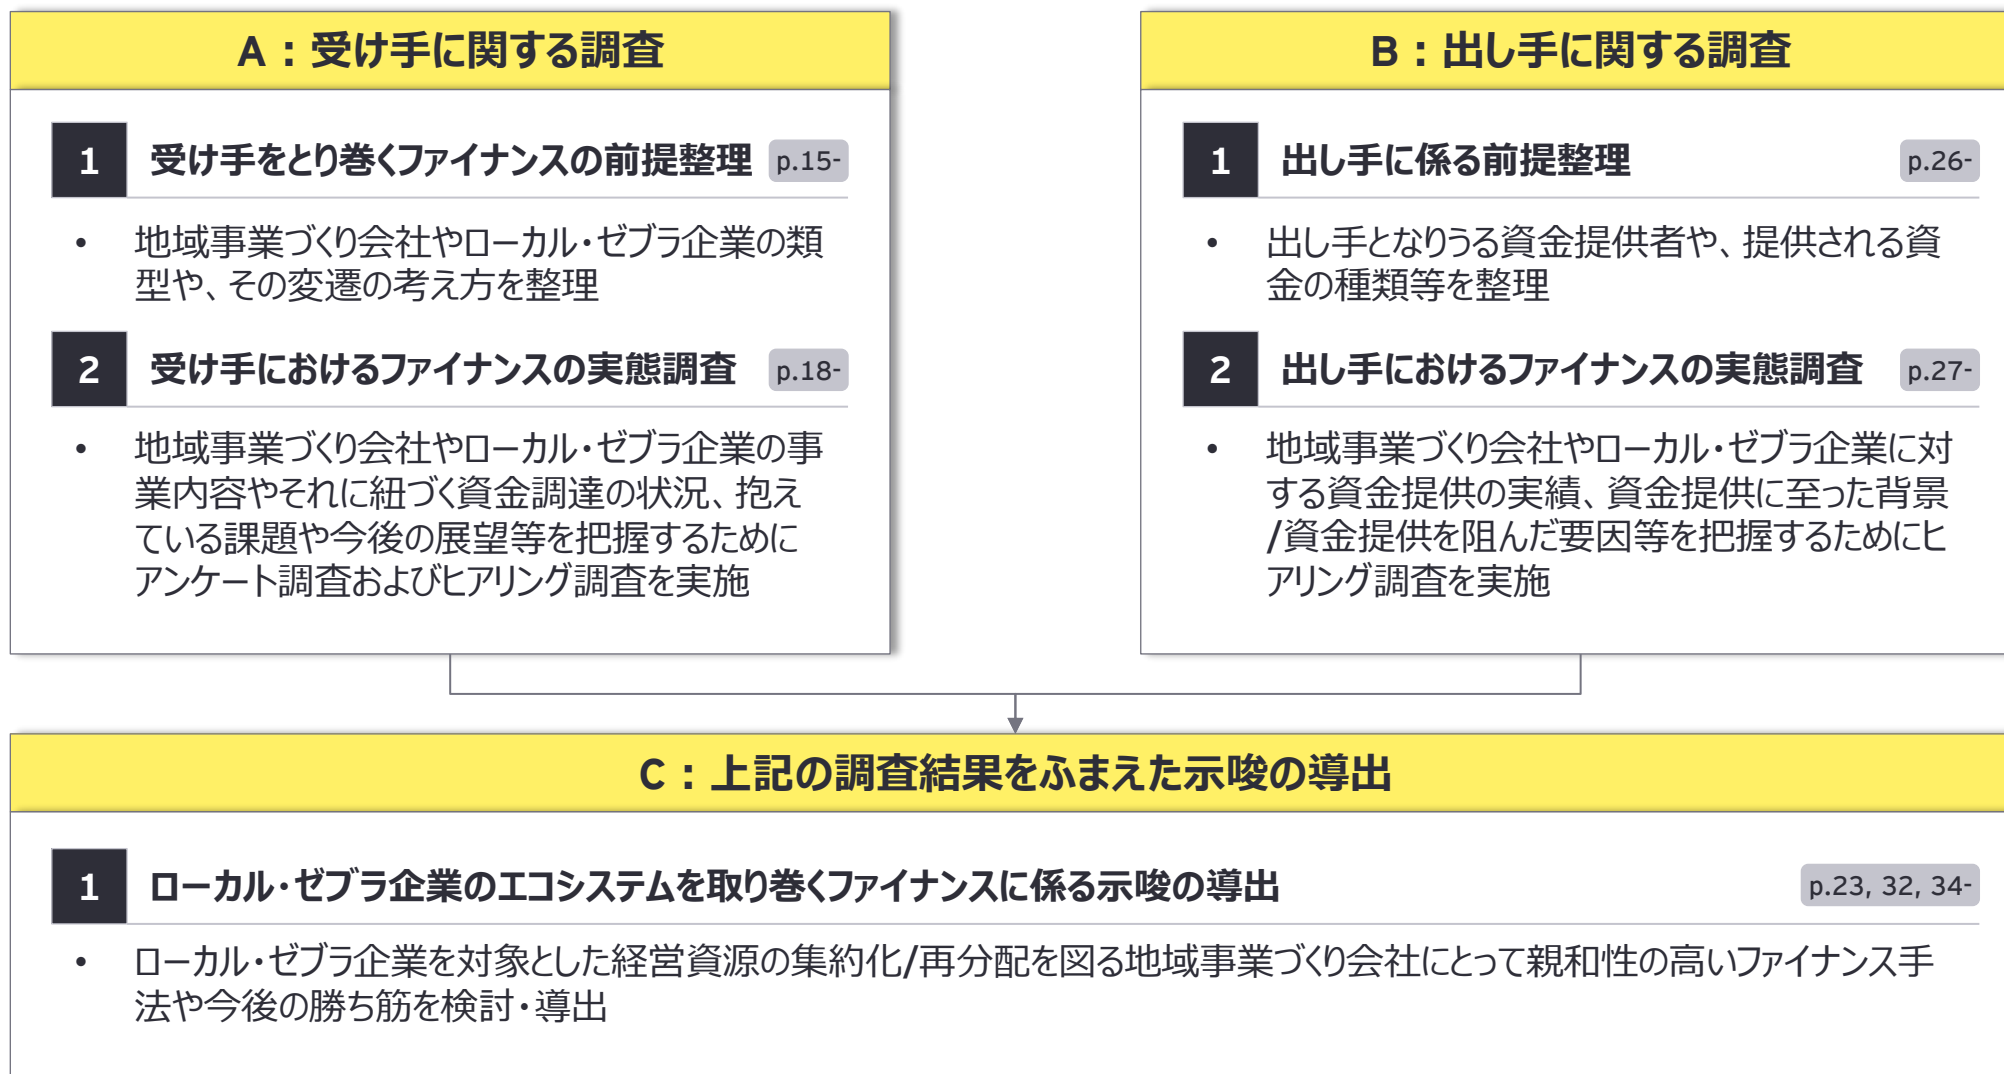 A：受け手に関する調査
1 受け手をとり巻くファイナンスの前提整理 p.15-
• 地域事業づくり会社やローカル・ゼブラ企業の類
型や、その変遷の考え方を整理
2 受け手におけるファイナンスの実態調査 p.18-
• 地域事業づくり会社やローカル・ゼブラ企業の事
業内容やそれに紐づく資金調達の状況、抱え
ている課題や今後の展望等を把握するために
アンケート調査およびヒアリング調査を実施
B：出し手に関する調査
1 出し手に係る前提整理 p.26-
• 出し手となりうる資金提供者や、提供される資
金の種類等を整理
2 出し手におけるファイナンスの実態調査 p.27-
• 地域事業づくり会社やローカル・ゼブラ企業に対
する資金提供の実績、資金提供に至った背景
/資金提供を阻んだ要因等を把握するためにヒ
アリング調査を実施
C：上記の調査結果をふまえた示唆の導出
1 ローカル・ゼブラ企業のエコシステムを取り巻くファイナンスに係る示唆の導出 p.23, 32, 34-
• ローカル・ゼブラ企業を対象とした経営資源の集約化/再分配を図る地域事業づくり会社にとって親和性の高いファイナンス手
法や今後の勝ち筋を検討・導出